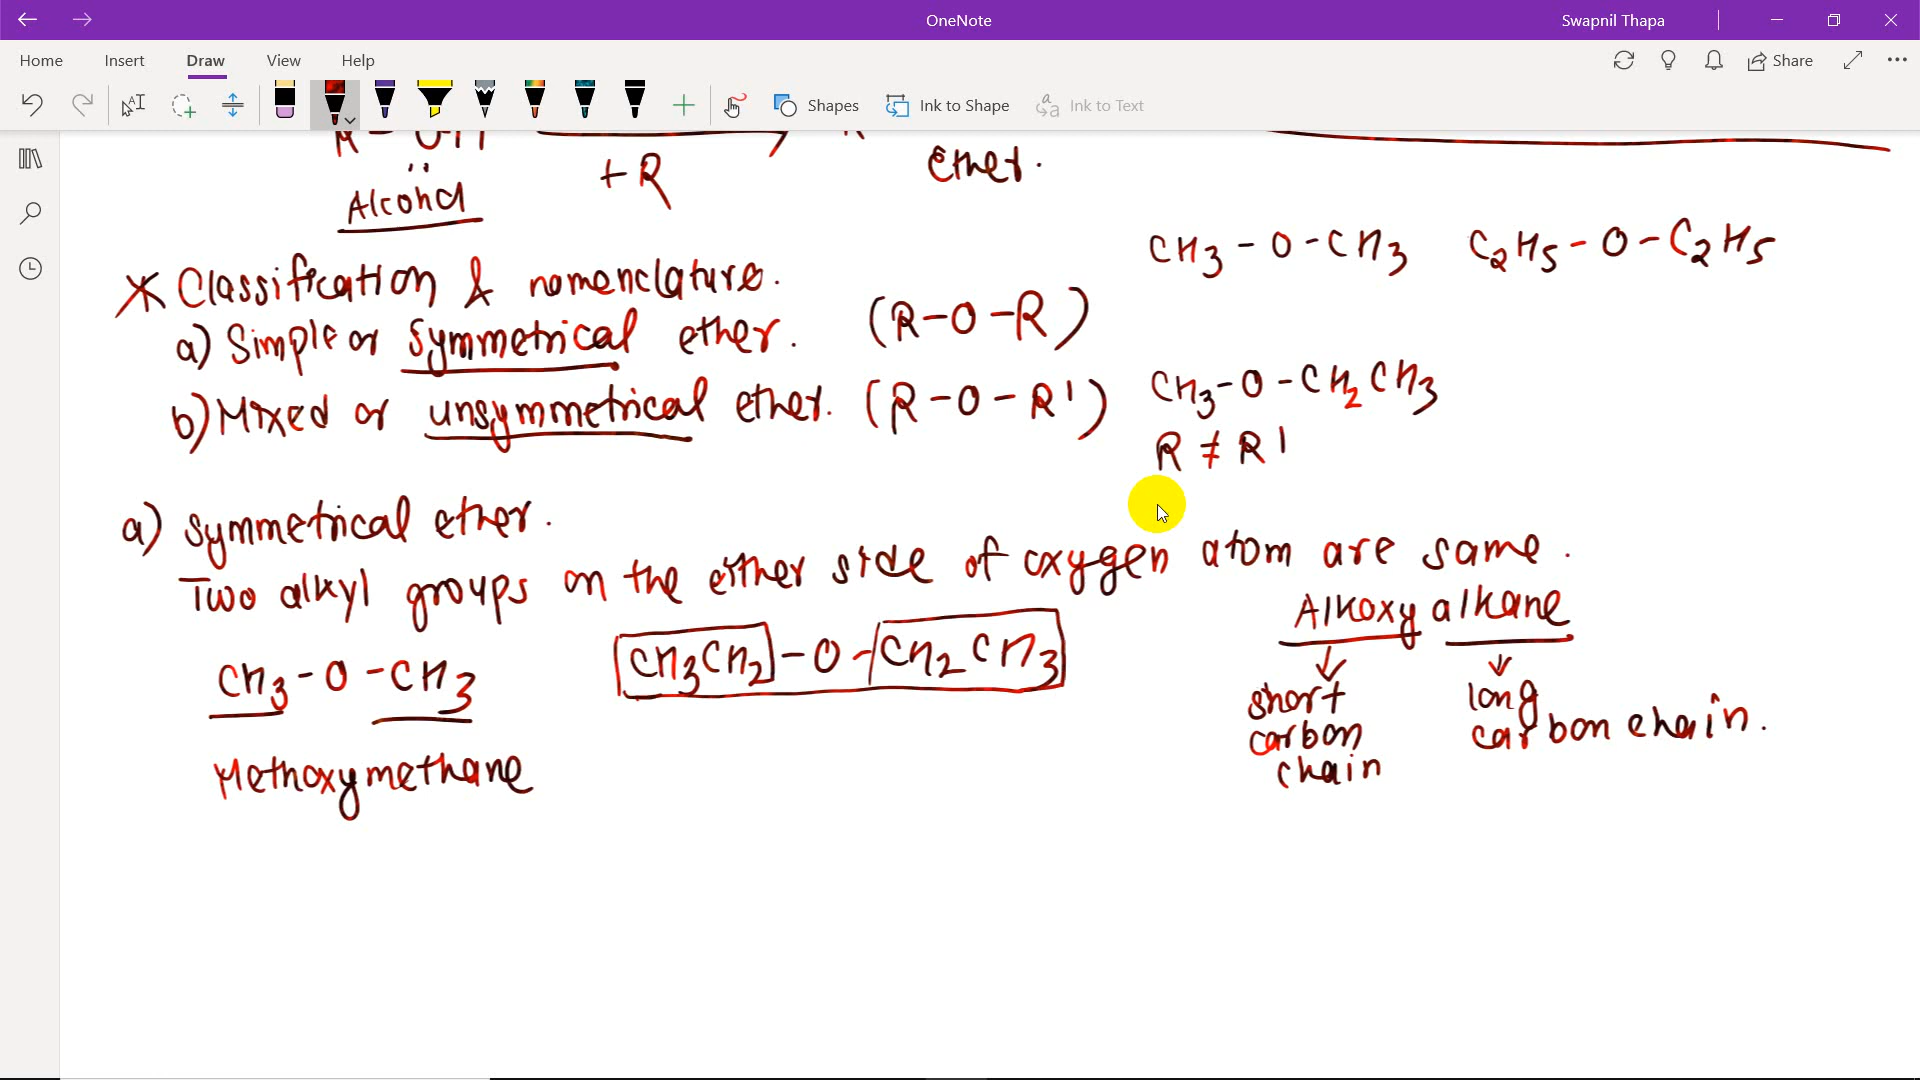 OneNote
Swapnil Thapa
Home Insert Draw View Help
Share
Shapes Ink to Shape Ink to Text
R - OH
+ R
Ether.
Alcohol
CH3 - O - CH3 C2H5 - O - C2H5
* Classification & nomenclature.
a) Simple or symmetrical ether. (R - O - R)
b) Mixed or unsymmetrical ether. (R - O - R') CH3 - O - CH2CH3
R ≠ R'
a) symmetrical ether.
Two alkyl groups on the either side of oxygen atom are same.
Alkoxy alkane
CH3 - O - CH3 CH3CH2 - O - CH2CH3
short carbon chain
long carbon chain.
Methoxymethane